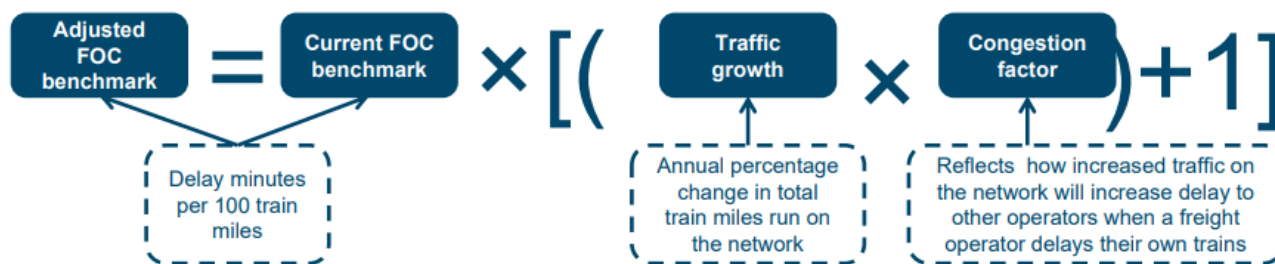 Adjusted
FOC
benchmark
=
Current FOC
benchmark
× [(
Traffic
growth
×
Congestion
factor
) + 1]
Delay minutes
per 100 train
miles
Annual percentage
change in total
train miles run on
the network
Reflects how increased traffic on
the network will increase delay to
other operators when a freight
operator delays their own trains